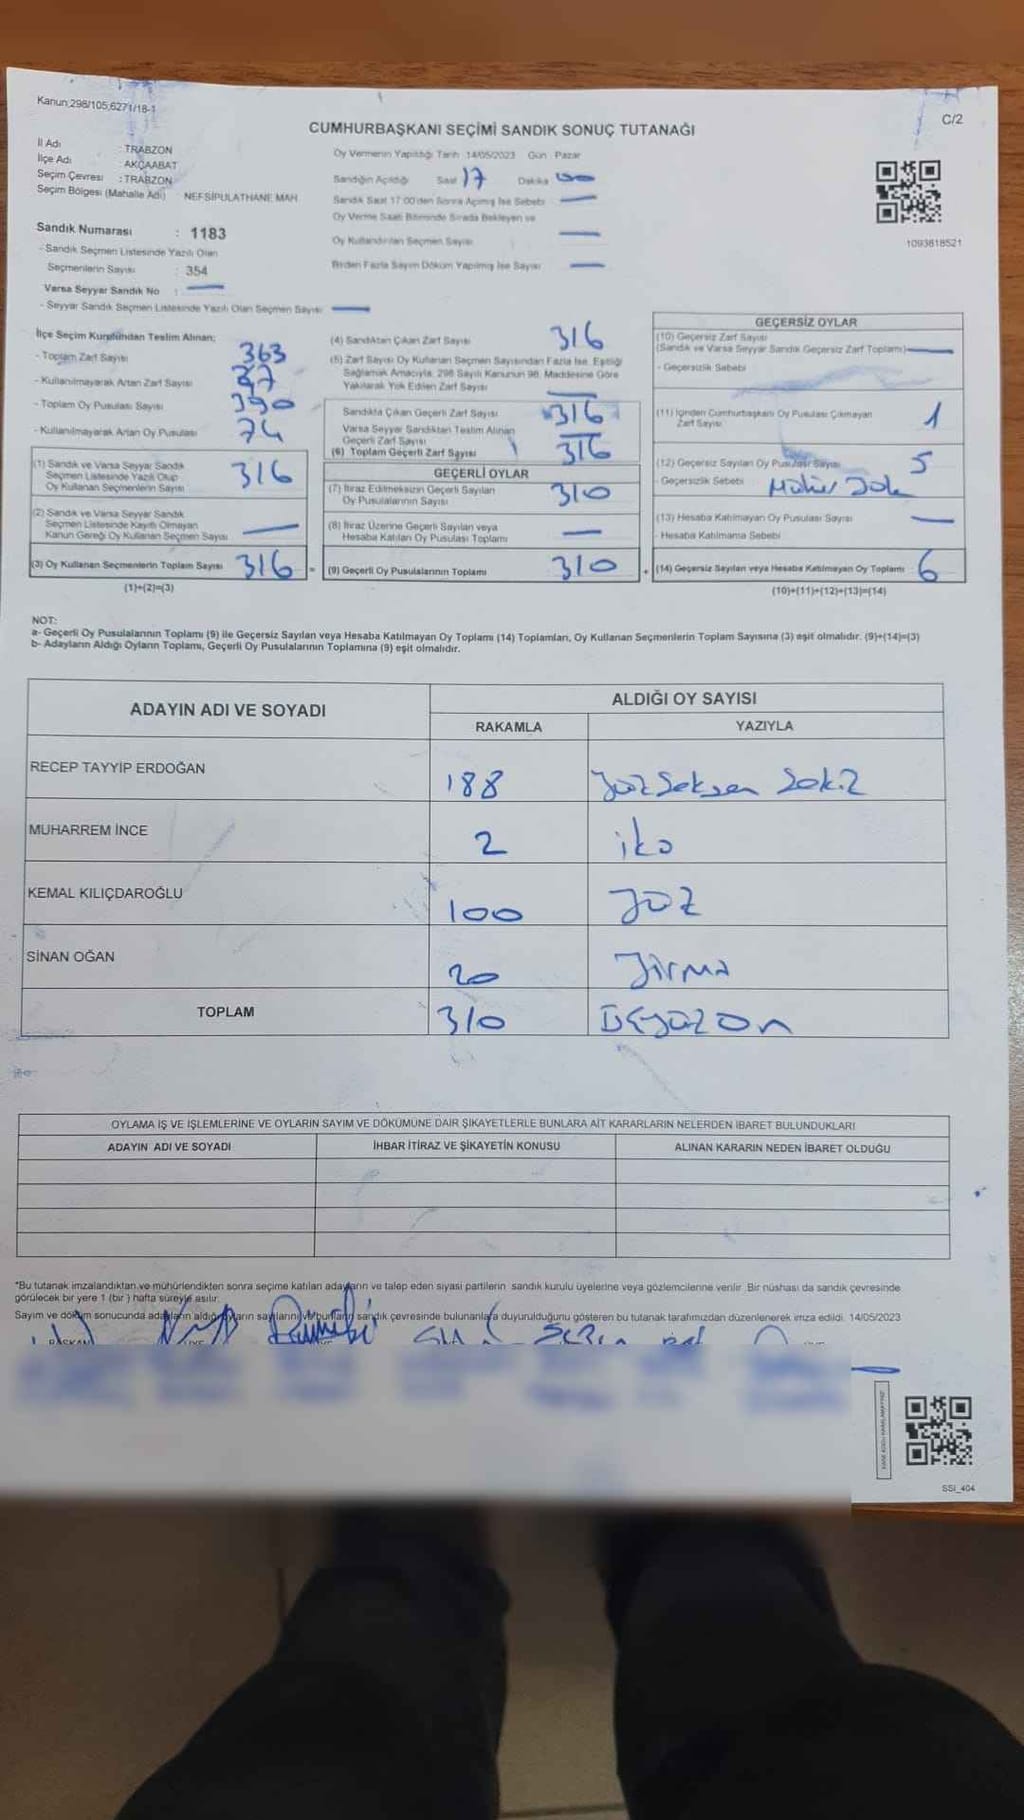 Kanun;298/105,6271/18-1
C/2
CUMHURBAŞKANI SEÇİMİ SANDIK SONUÇ TUTANAĞI
İl Adı : TRABZON
İlçe Adı : AKÇAABAT
Seçim Çevresi : TRABZON
Seçim Bölgesi (Mahalle Adı) NEFSİPULATHANE MAH.
Sandık Numarası : 1183
- Sandık Seçmen Listesinde Yazılı Olan
Seçmenlerin Sayısı : 354
Varsa Seyyar Sandık No :
- Seyyar Sandık Seçmen Listesinde Yazılı Olan Seçmen Sayısı
Oy Vermenin Yapıldığı Tarih 14/05/2023 Gün Pazar
Sandığın Açıldığı Saat 17 Dakika 00
Sandık Saat 17:00'den Sonra Açılmış İse Sebebi
Oy Verme Saati Bitiminde Sırada Bekleyen ve
Oy Kullandırılan Seçmen Sayısı
Birden Fazla Sayım Döküm Yapılmış İse Sayısı
1093818521
İlçe Seçim Kurulundan Teslim Alınan;
- Toplam Zarf Sayısı 363
- Kullanılmayarak Artan Zarf Sayısı 47
- Toplam Oy Pusulası Sayısı 390
- Kullanılmayarak Artan Oy Pusulası 74
(1) Sandık ve Varsa Seyyar Sandık
Seçmen Listesinde Yazılı Olup
Oy Kullanan Seçmenlerin Sayısı 316
(2) Sandık ve Varsa Seyyar Sandık
Seçmen Listesinde Kayıtlı Olmayan
Kanun Gereği Oy Kullanan Seçmen Sayısı
(3) Oy Kullanan Seçmenlerin Toplam Sayısı 316 =
(1)+(2)=(3)
(4) Sandıktan Çıkan Zarf Sayısı 316
(5) Zarf Sayısı Oy Kullanan Seçmen Sayısından Fazla İse, Eşitliği
Sağlamak Amacıyla, 298 Sayılı Kanunun 98. Maddesine Göre
Yakılarak Yok Edilen Zarf Sayısı
Sandıkta Çıkan Geçerli Zarf Sayısı 316
Varsa Seyyar Sandıktan Teslim Alınan
Geçerli Zarf Sayısı
(6) Toplam Geçerli Zarf Sayısı 316
GEÇERLİ OYLAR
(7) İtiraz Edilmeksizin Geçerli Sayılan
Oy Pusulalarının Sayısı 310
(8) İtiraz Üzerine Geçerli Sayılan veya
Hesaba Katılan Oy Pusulası Toplamı
(9) Geçerli Oy Pusulalarının Toplamı 310 +
GEÇERSİZ OYLAR
(10) Geçersiz Zarf Sayısı
(Sandık ve Varsa Seyyar Sandık Geçersiz Zarf Toplamı)
- Geçersizlik Sebebi
(11) İçinden Cumhurbaşkanı Oy Pusulası Çıkmayan
Zarf Sayısı 1
(12) Geçersiz Sayılan Oy Pusulası Sayısı 5
- Geçersizlik Sebebi
(13) Hesaba Katılmayan Oy Pusulası Sayısı
- Hesaba Katılmama Sebebi
(14) Geçersiz Sayılan veya Hesaba Katılmayan Oy Toplamı 6
(10)+(11)+(12)+(13)=(14)
NOT:
a- Geçerli Oy Pusulalarının Toplamı (9) ile Geçersiz Sayılan veya Hesaba Katılmayan Oy Toplamı (14) Toplamları, Oy Kullanan Seçmenlerin Toplam Sayısına (3) eşit olmalıdır. (9)+(14)=(3)
b- Adayların Aldığı Oyların Toplamı, Geçerli Oy Pusulalarının Toplamına (9) eşit olmalıdır.
ADAYIN ADI VE SOYADI
ALDIĞI OY SAYISI
RAKAMLA YAZIYLA
RECEP TAYYİP ERDOĞAN 188 Yüzseksen Sekiz
MUHARREM İNCE 2 iki
KEMAL KILIÇDAROĞLU 100 Yüz
SİNAN OĞAN 20 Yirmi
TOPLAM 310 Üçyüzon
OYLAMA İŞ VE İŞLEMLERİNE VE OYLARIN SAYIM VE DÖKÜMÜNE DAİR ŞİKAYETLERLE BUNLARA AİT KARARLARIN NELERDEN İBARET BULUNDUKLARI
ADAYIN ADI VE SOYADI İHBAR İTİRAZ VE ŞİKAYETİN KONUSU ALINAN KARARIN NEDEN İBARET OLDUĞU
*Bu tutanak imzalandıktan ve mühürlendikten sonra seçime katılan adayların ve talep eden siyasi partilerin sandık kurulu üyelerine veya gözlemcilerine verilir. Bir nüshası da sandık çevresinde
görülecek bir yere 1 (bir ) hafta süreyle asılır.
Sayım ve döküm sonucunda adayların aldığı oyların sayılarını ve bunların sandık çevresinde bulunanlara duyurulduğunu gösteren bu tutanak tarafımızdan düzenlenerek imza edildi. 14/05/2023
BAŞKAN
SSI_404